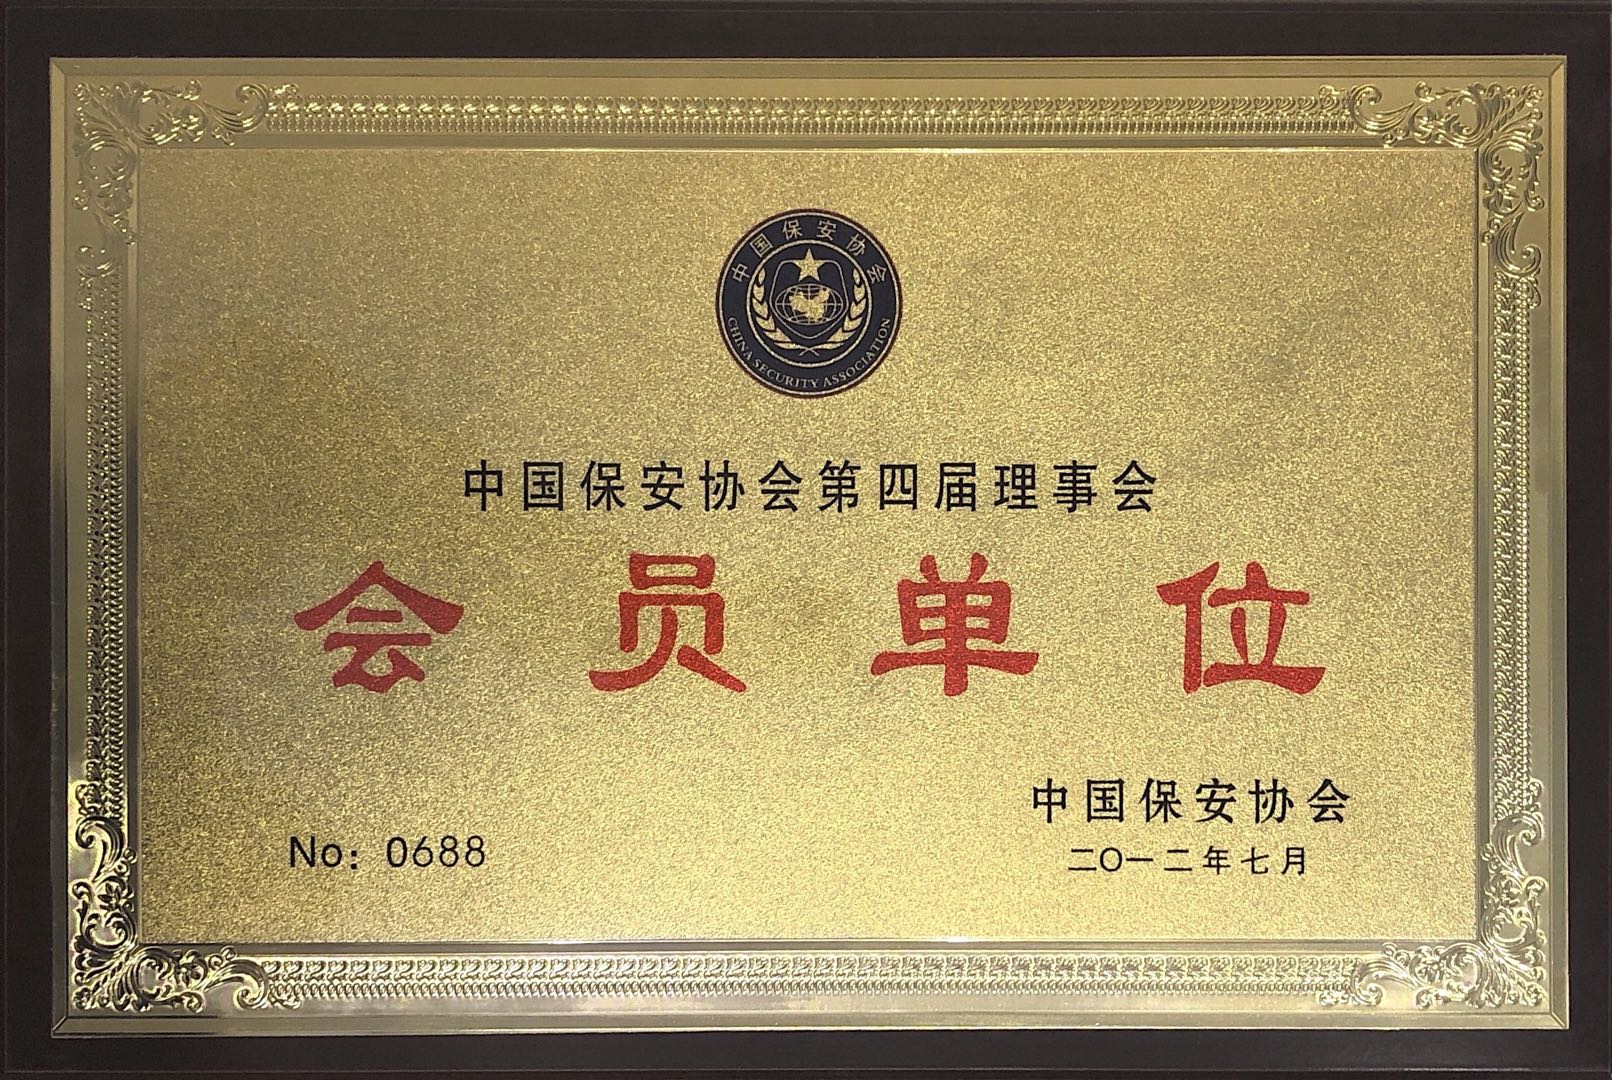 中国保安协会
CHINA SECURITY ASSOCIATION
中国保安协会第四届理事会
会员单位
中国保安协会
No: 0688
二〇一二年七月